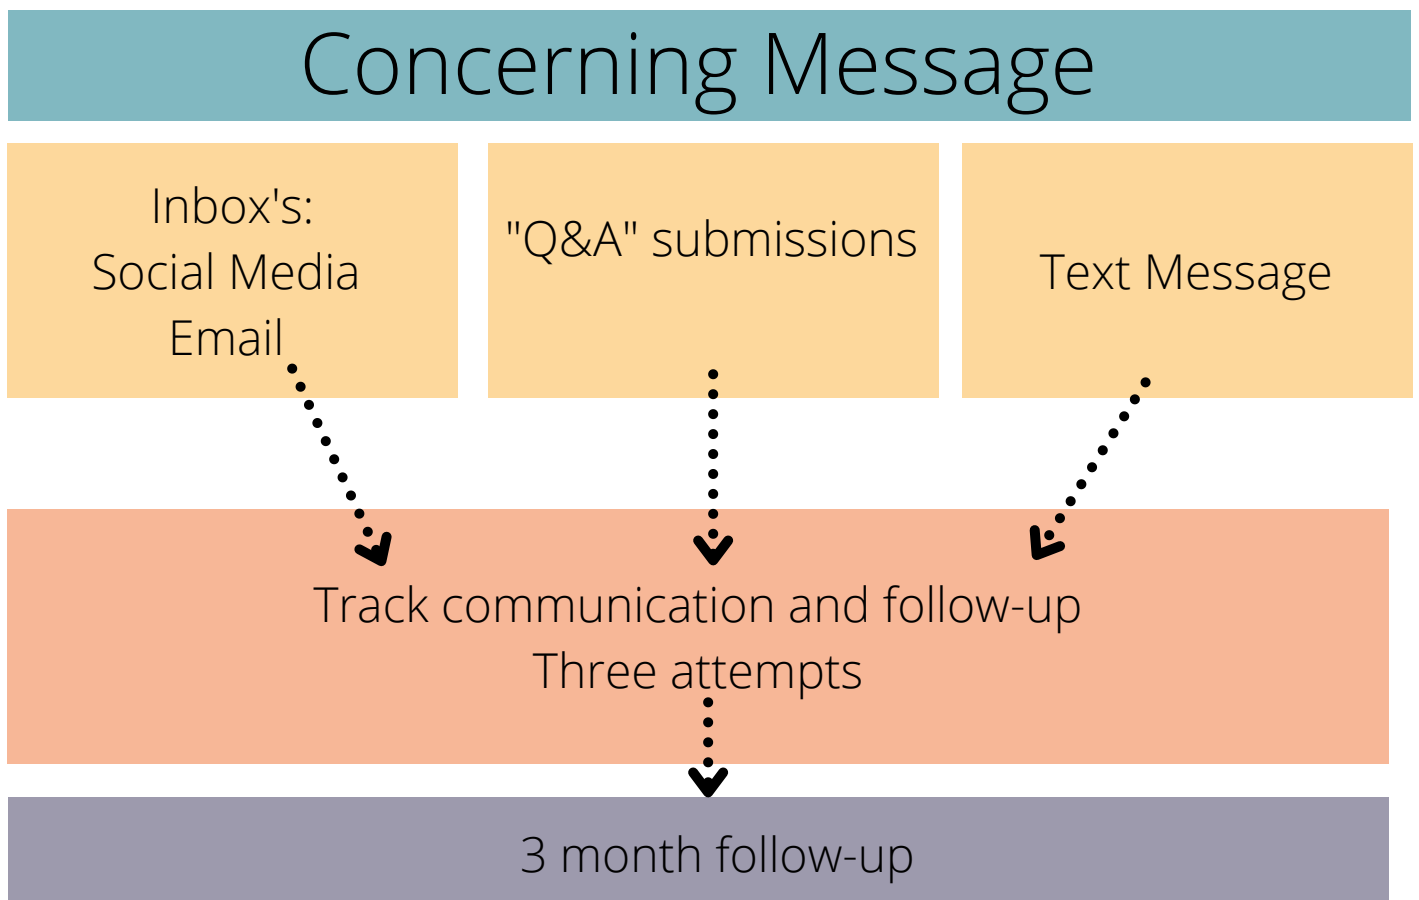 Concerning Message
Inbox's:
Social Media
Email
"Q&A" submissions
Text Message
Track communication and follow-up
Three attempts
3 month follow-up